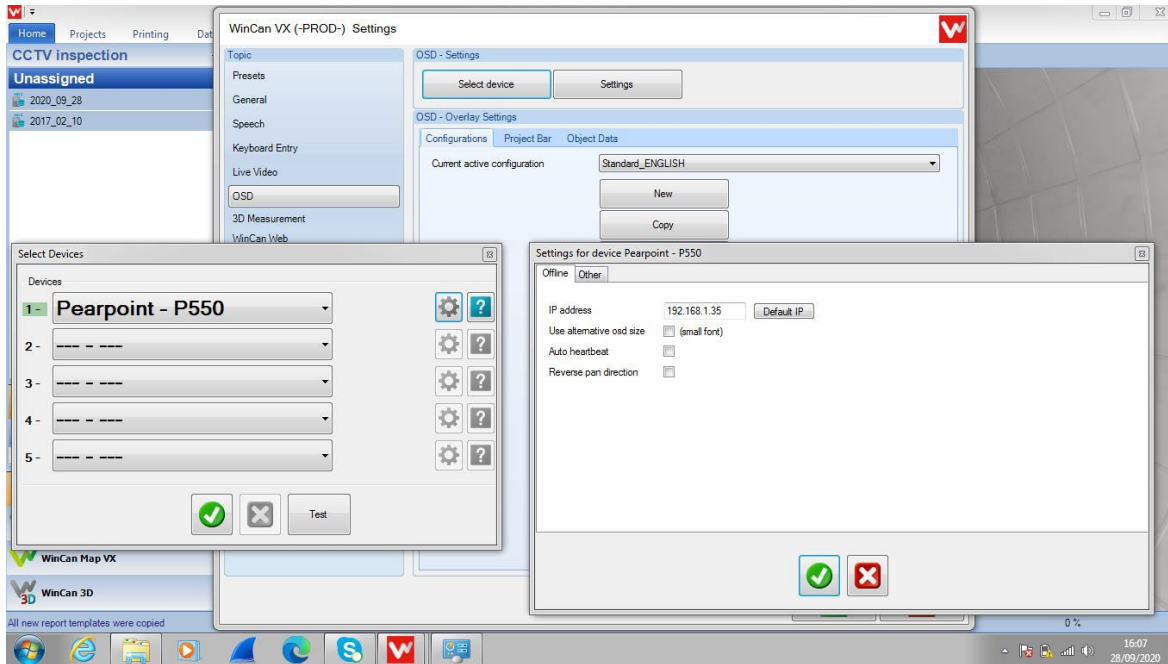 WinCan VX (-PROD-) Settings
Home Projects Printing Dat
CCTV inspection
Unassigned
2020_09_28
2017_02_10
Topic
Presets
General
Speech
Keyboard Entry
Live Video
OSD
3D Measurement
WinCan Web
OSD - Settings
Select device Settings
OSD - Overlay Settings
Configurations Project Bar Object Data
Current active configuration Standard_ENGLISH
New
Copy
Select Devices
Devices
1 - Pearpoint - P550 ?
2 - --- - --- ?
3 - --- - --- ?
4 - --- - --- ?
5 - --- - --- ?
Test
Settings for device Pearpoint - P550
Offline Other
IP address 192.168.1.35 Default IP
Use alternative osd size (small font)
Auto heartbeat
Reverse pan direction
WinCan Map VX
3D WinCan 3D
All new report templates were copied 0 %
16:07
28/09/2020